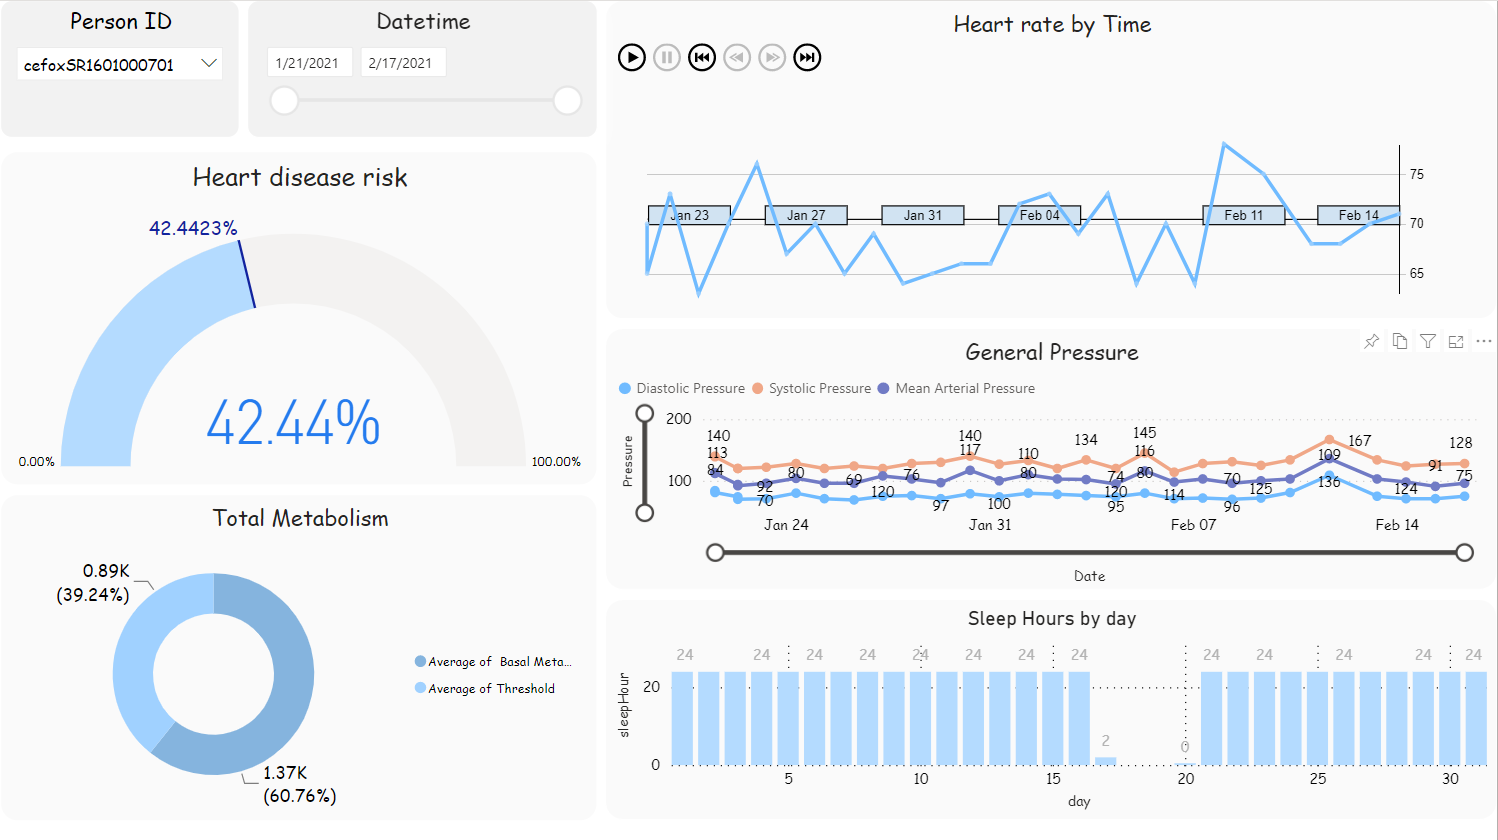 Person ID
cefoxSR1601000701
Datetime
1/21/2021 2/17/2021
Heart disease risk
42.4423%
42.44%
0.00% 100.00%
Total Metabolism
0.89K
(39.24%)
Average of Basal Meta...
Average of Threshold
1.37K
(60.76%)
Heart rate by Time
75
Jan 23 Jan 27 Jan 31 Feb 04 Feb 11 Feb 14
70
65
General Pressure
Diastolic Pressure Systolic Pressure Mean Arterial Pressure
Pressure
200
100
140 140 134 145 167 128
113 117 110 116 109 91
84 80 76 80 74 80 75
92 69 70 136
70 120 120 114 125 124
97 100 95 96
Jan 24 Jan 31 Feb 07 Feb 14
Date
Sleep Hours by day
24 24 24 24 24 24 24 24 24 24 24 24
sleepHour
20
2 0
0
5 10 15 20 25 30
day